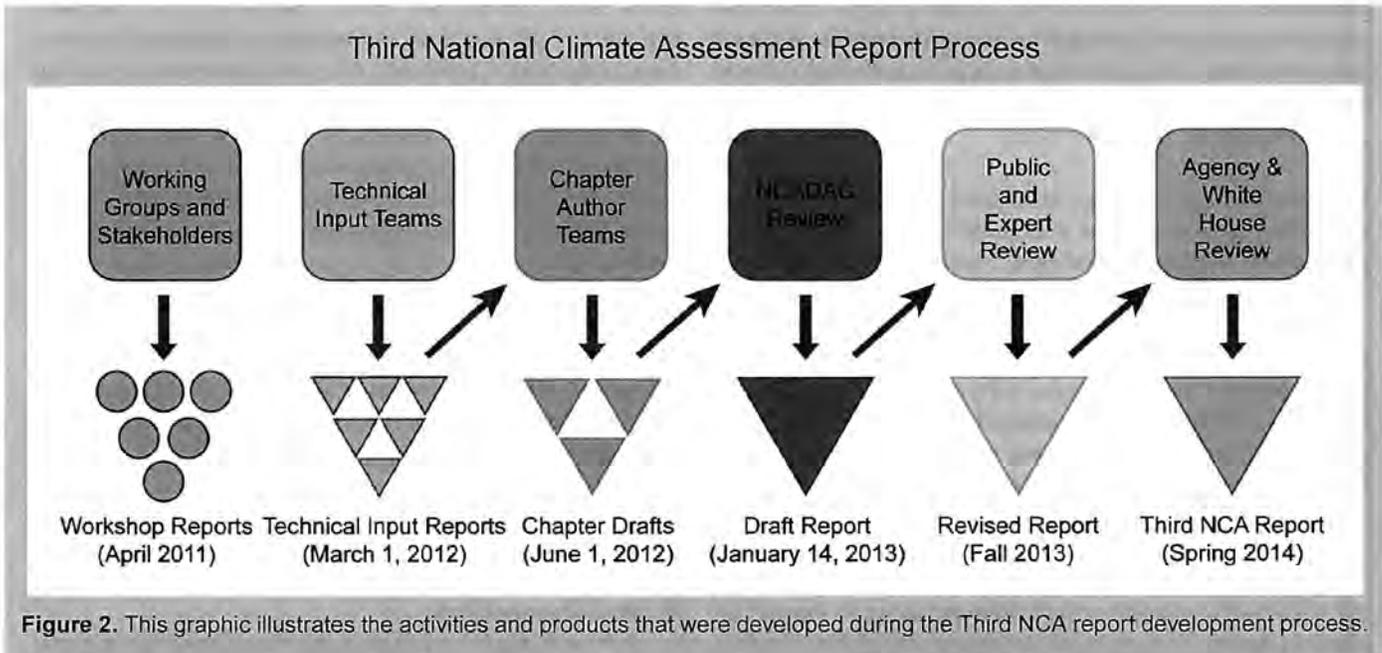 Third National Climate Assessment Report Process
Working
Groups and
Stakeholders
Technical
Input Teams
Chapter
Author
Teams
NCADAC
Review
Public
and
Expert
Review
Agency &
White
House
Review
Workshop Reports
(April 2011)
Technical Input Reports
(March 1, 2012)
Chapter Drafts
(June 1, 2012)
Draft Report
(January 14, 2013)
Revised Report
(Fall 2013)
Third NCA Report
(Spring 2014)
Figure 2. This graphic illustrates the activities and products that were developed during the Third NCA report development process.